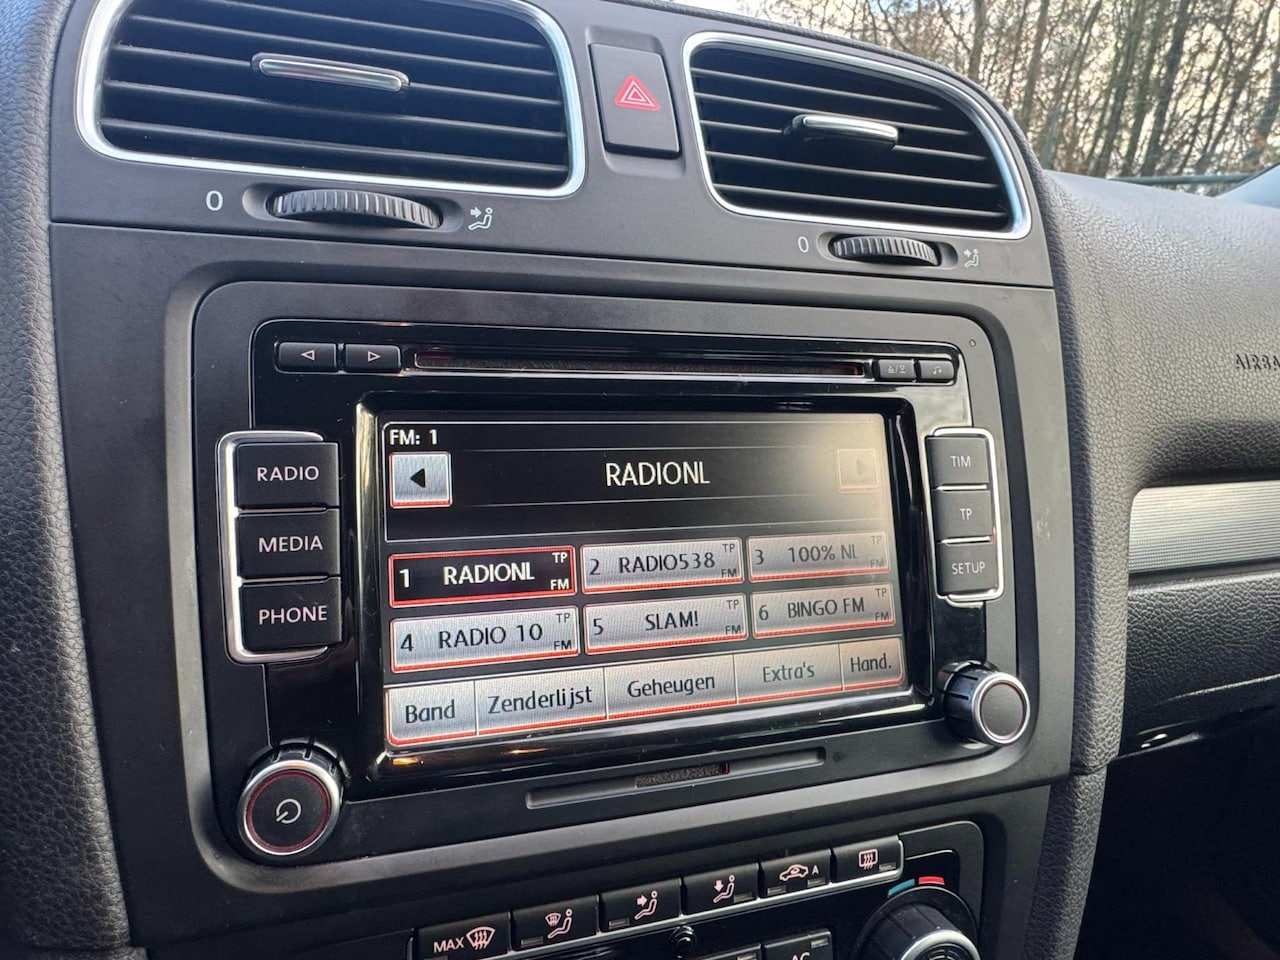 0
0
AIRBA
FM: 1
RADIONL
RADIO
MEDIA
PHONE
TIM
TP
SETUP
1 RADIONL TP FM
2 RADIO538 TP FM
3 100% NL TP FM
4 RADIO 10 TP FM
5 SLAM! TP FM
6 BINGO FM TP FM
Band Zenderlijst Geheugen Extra's Hand.
MAX
A
AC